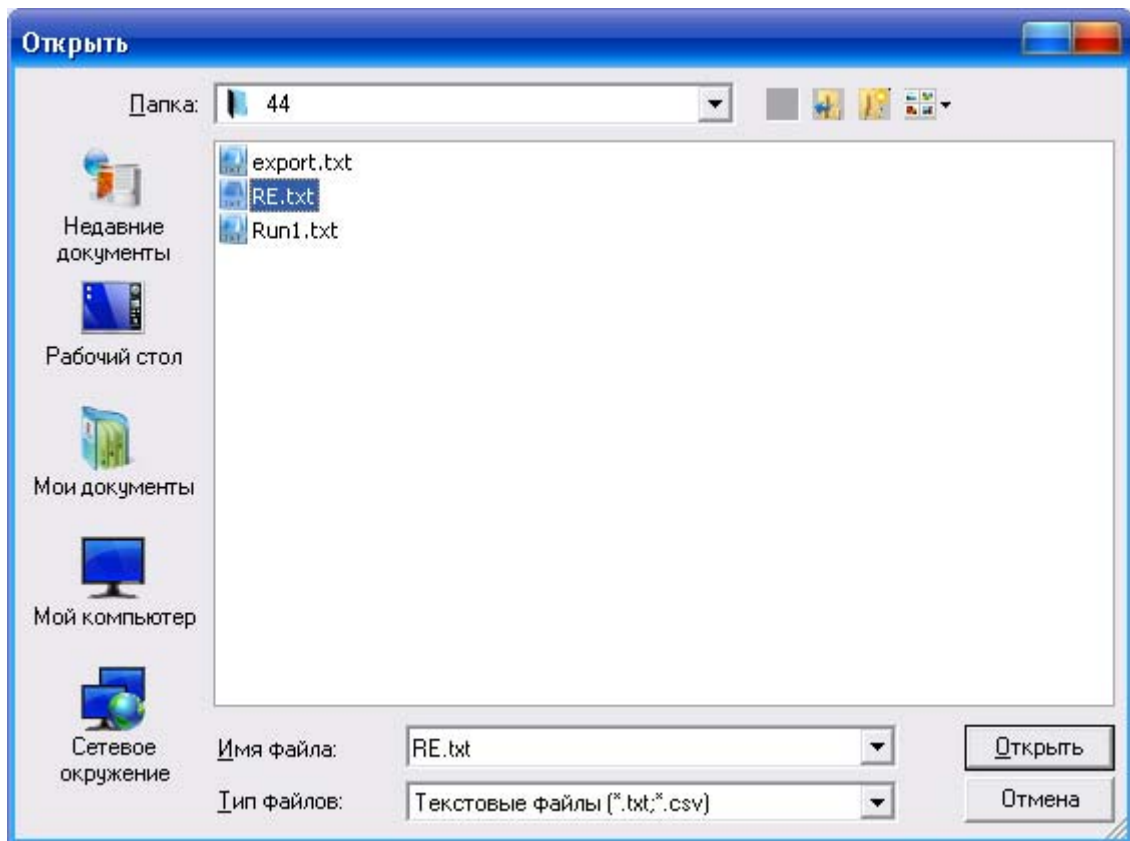 Открыть
Папка: 44
export.txt
RE.txt
Run1.txt
Недавние
документы
Рабочий стол
Мои документы
Мой компьютер
Сетевое
окружение
Имя файла: RE.txt Открыть
Тип файлов: Текстовые файлы (*.txt;*.csv) Отмена